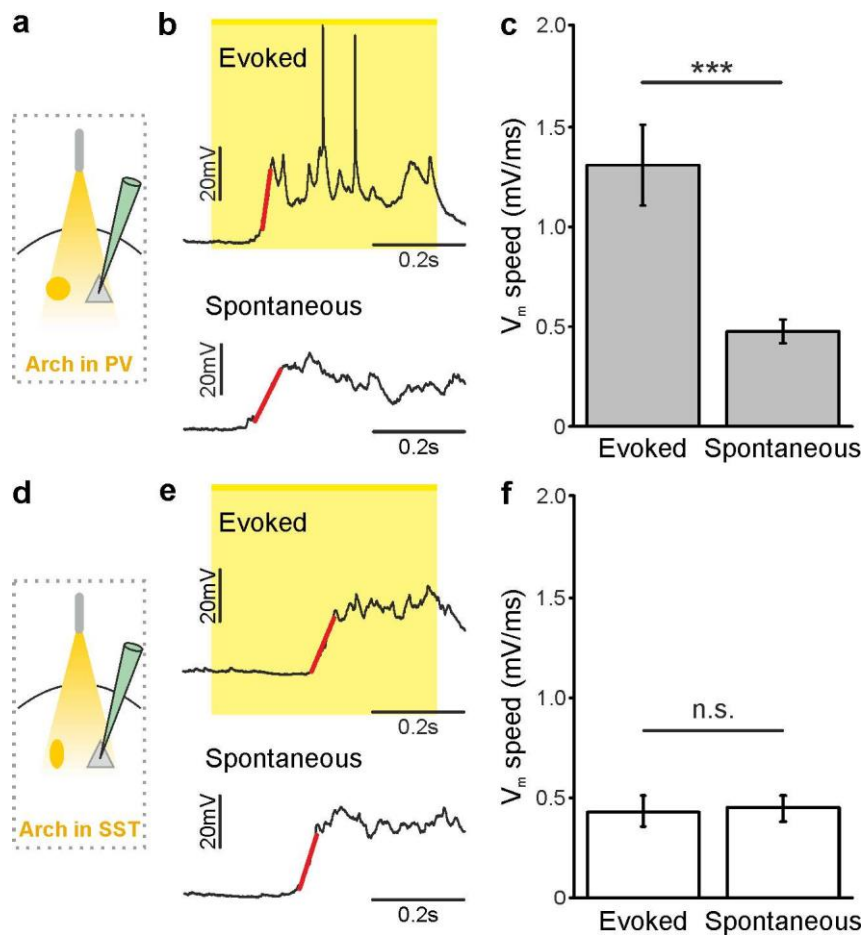 a
Arch in PV
b
Evoked
20mV
0.2s
Spontaneous
20mV
0.2s
c
2.0
1.5
1.0
0.5
0
Vm speed (mV/ms)
***
Evoked Spontaneous
d
Arch in SST
e
Evoked
20mV
0.2s
Spontaneous
20mV
0.2s
f
2.0
1.5
1.0
0.5
0
Vm speed (mV/ms)
n.s.
Evoked Spontaneous